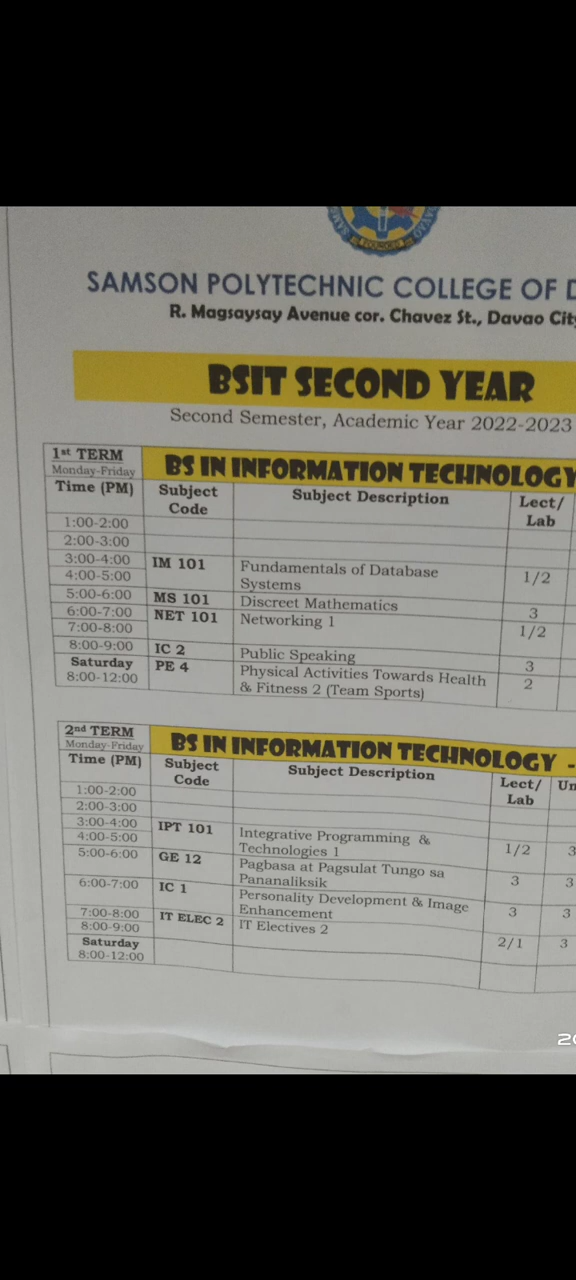 FOUNDED
SAMSON POLYTECHNIC COLLEGE OF D
R. Magsaysay Avenue cor. Chavez St., Davao City
BSIT SECOND YEAR
Second Semester, Academic Year 2022-2023
1st TERM
Monday-Friday
BS IN INFORMATION TECHNOLOGY
Time (PM) Subject Code Subject Description Lect/ Lab
1:00-2:00
2:00-3:00
3:00-4:00
4:00-5:00 IM 101 Fundamentals of Database Systems 1/2
5:00-6:00 MS 101 Discreet Mathematics 3
6:00-7:00
7:00-8:00 NET 101 Networking 1 1/2
8:00-9:00 IC 2 Public Speaking 3
Saturday
8:00-12:00 PE 4 Physical Activities Towards Health & Fitness 2 (Team Sports) 2
2nd TERM
Monday-Friday
BS IN INFORMATION TECHNOLOGY -
Time (PM) Subject Code Subject Description Lect/ Lab Un
1:00-2:00
2:00-3:00
3:00-4:00
4:00-5:00 IPT 101 Integrative Programming & Technologies 1 1/2 3
5:00-6:00 GE 12 Pagbasa at Pagsulat Tungo sa Pananaliksik 3 3
6:00-7:00 IC 1 Personality Development & Image Enhancement 3 3
7:00-8:00
8:00-9:00 IT ELEC 2 IT Electives 2 2/1 3
Saturday
8:00-12:00